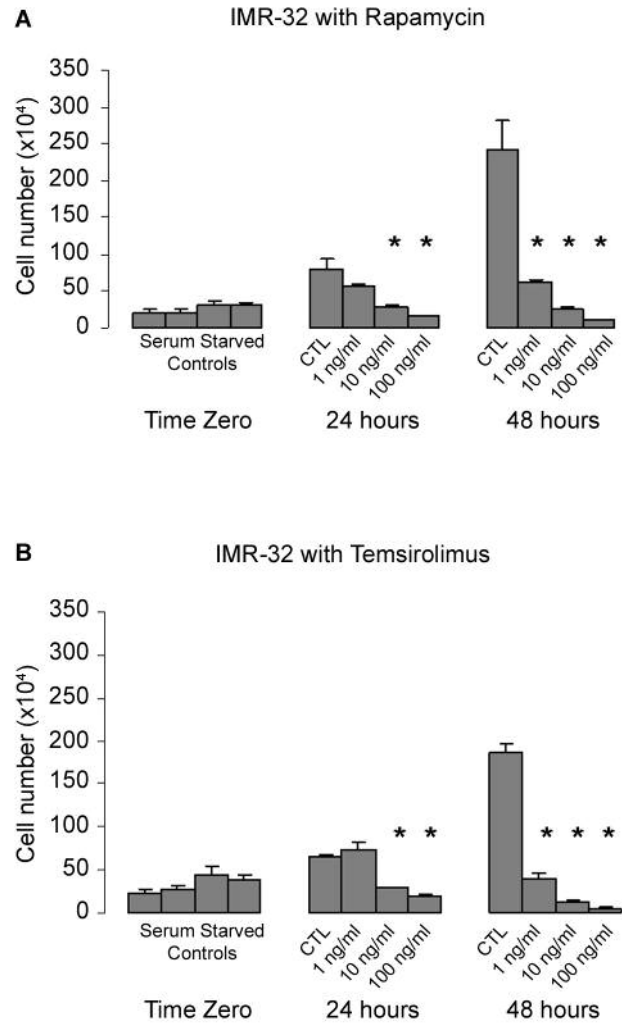 A
IMR-32 with Rapamycin
Cell number (x10⁴)
350
300
250
200
150
100
50
0
* *
* * *
Serum Starved
Controls
CTL
1 ng/ml
10 ng/ml
100 ng/ml
CTL
1 ng/ml
10 ng/ml
100 ng/ml
Time Zero
24 hours
48 hours
B
IMR-32 with Temsirolimus
Cell number (x10⁴)
350
300
250
200
150
100
50
0
* *
* * *
Serum Starved
Controls
CTL
1 ng/ml
10 ng/ml
100 ng/ml
CTL
1 ng/ml
10 ng/ml
100 ng/ml
Time Zero
24 hours
48 hours